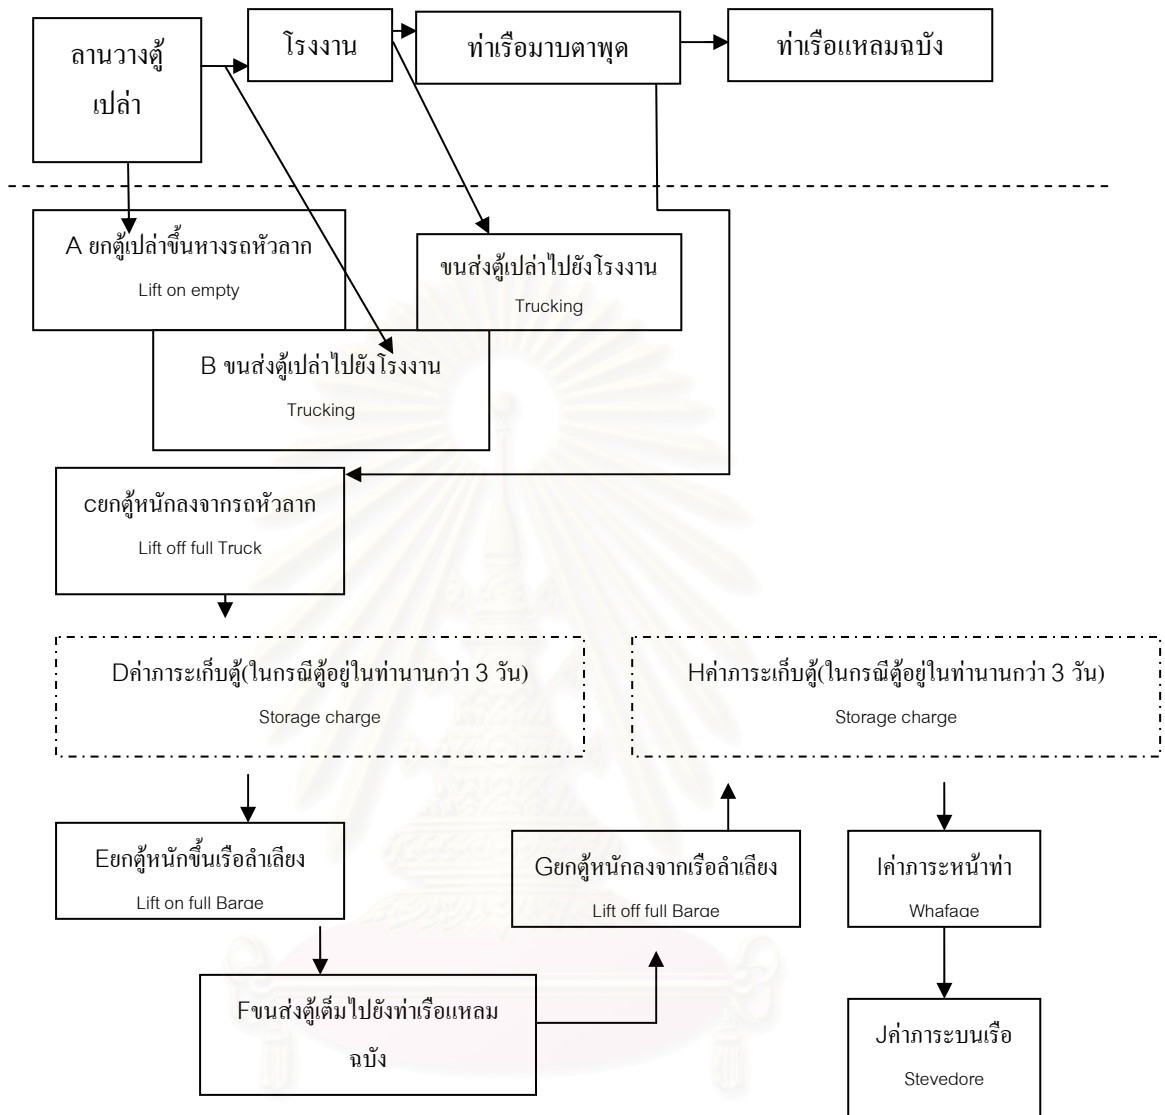 ลานวางตู้
เปล่า
โรงงาน
ท่าเรือมาบตาพุด
ท่าเรือแหลมฉบัง
A ยกตู้เปล่าขึ้นหางรถหัวลาก
Lift on empty
ขนส่งตู้เปล่าไปยังโรงงาน
Trucking
B ขนส่งตู้เปล่าไปยังโรงงาน
Trucking
cยกตู้หนักลงจากรถหัวลาก
Lift off full Truck
Dค่าภาระเก็บตู้(ในกรณีตู้อยู่ในท่านานกว่า 3 วัน)
Storage charge
Hค่าภาระเก็บตู้(ในกรณีตู้อยู่ในท่านานกว่า 3 วัน)
Storage charge
Eยกตู้หนักขึ้นเรือลำเลียง
Lift on full Barge
Gยกตู้หนักลงจากเรือลำเลียง
Lift off full Barge
Iค่าภาระหน้าท่า
Whafage
Fขนส่งตู้เต็มไปยังท่าเรือแหลม
ฉบัง
Jค่าภาระบนเรือ
Stevedore